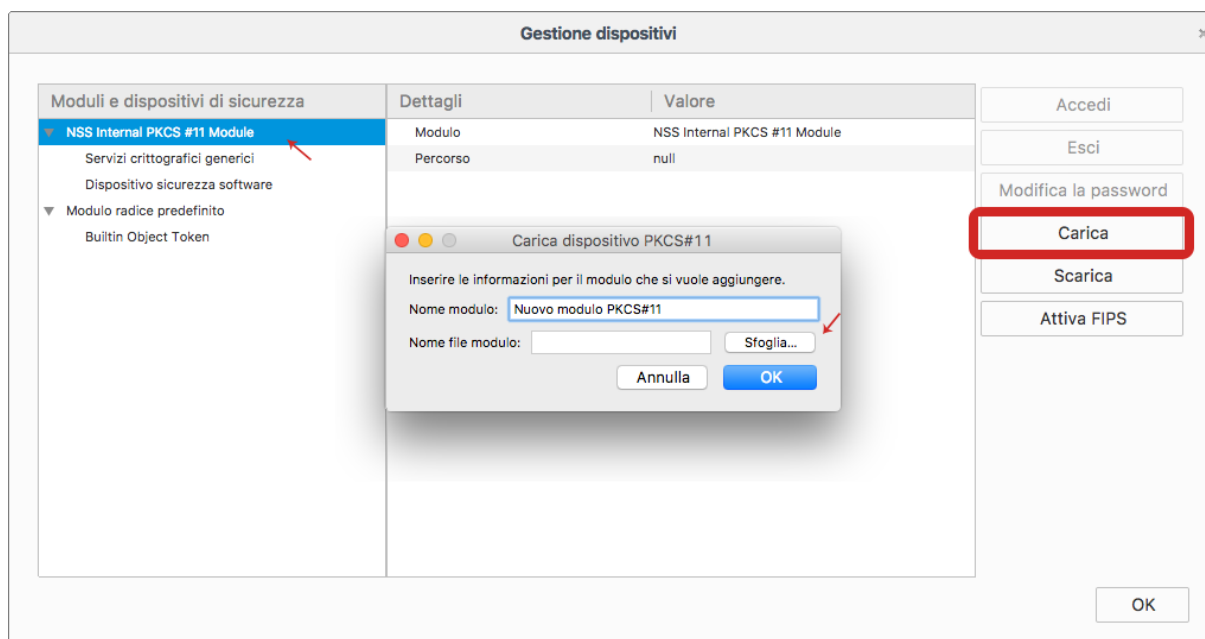 Gestione dispositivi
Moduli e dispositivi di sicurezza
NSS Internal PKCS #11 Module
Servizi crittografici generici
Dispositivo sicurezza software
Modulo radice predefinito
Builtin Object Token
Dettagli Valore
Modulo NSS Internal PKCS #11 Module
Percorso null
Carica dispositivo PKCS#11
Inserire le informazioni per il modulo che si vuole aggiungere.
Nome modulo: Nuovo modulo PKCS#11
Nome file modulo: Sfoglia...
Annulla OK
Accedi
Esci
Modifica la password
Carica
Scarica
Attiva FIPS
OK